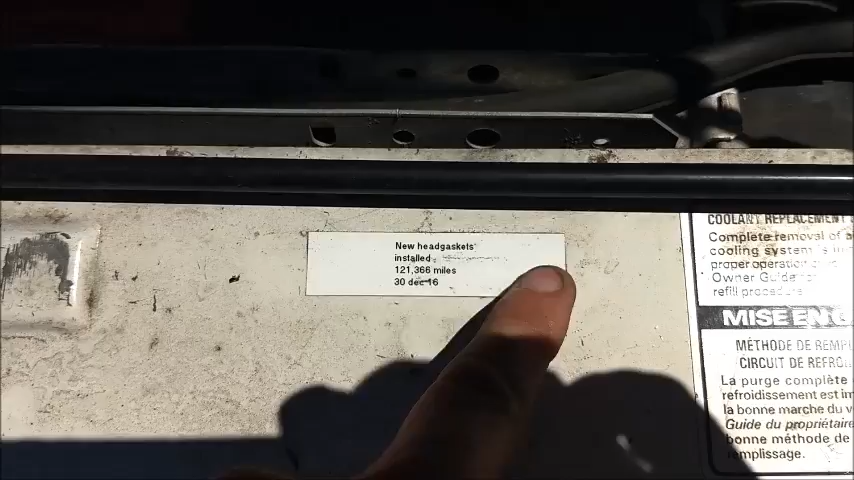 New headgaskets
installed
121,366 miles
30 dec 16
COOLANT REPLACEMENT
Complete removal of
cooling system is
proper operation
Owner Guide
refill procedure
MISE EN
MÉTHODE DE
CIRCUIT DE
La purge complète
refroidissement est
la bonne marche du
Guide du propriétaire
bonne méthode de
remplissage.